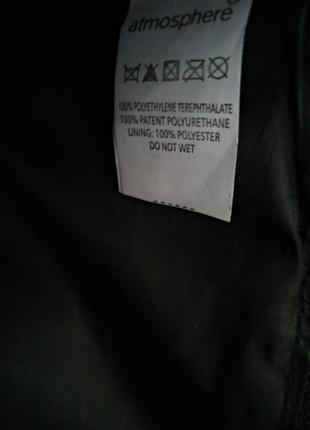 atmosphere
100% POLYETHYLENE TEREPHTHALATE
100% PATENT POLYURETHANE
LINING: 100% POLYESTER
DO NOT WET